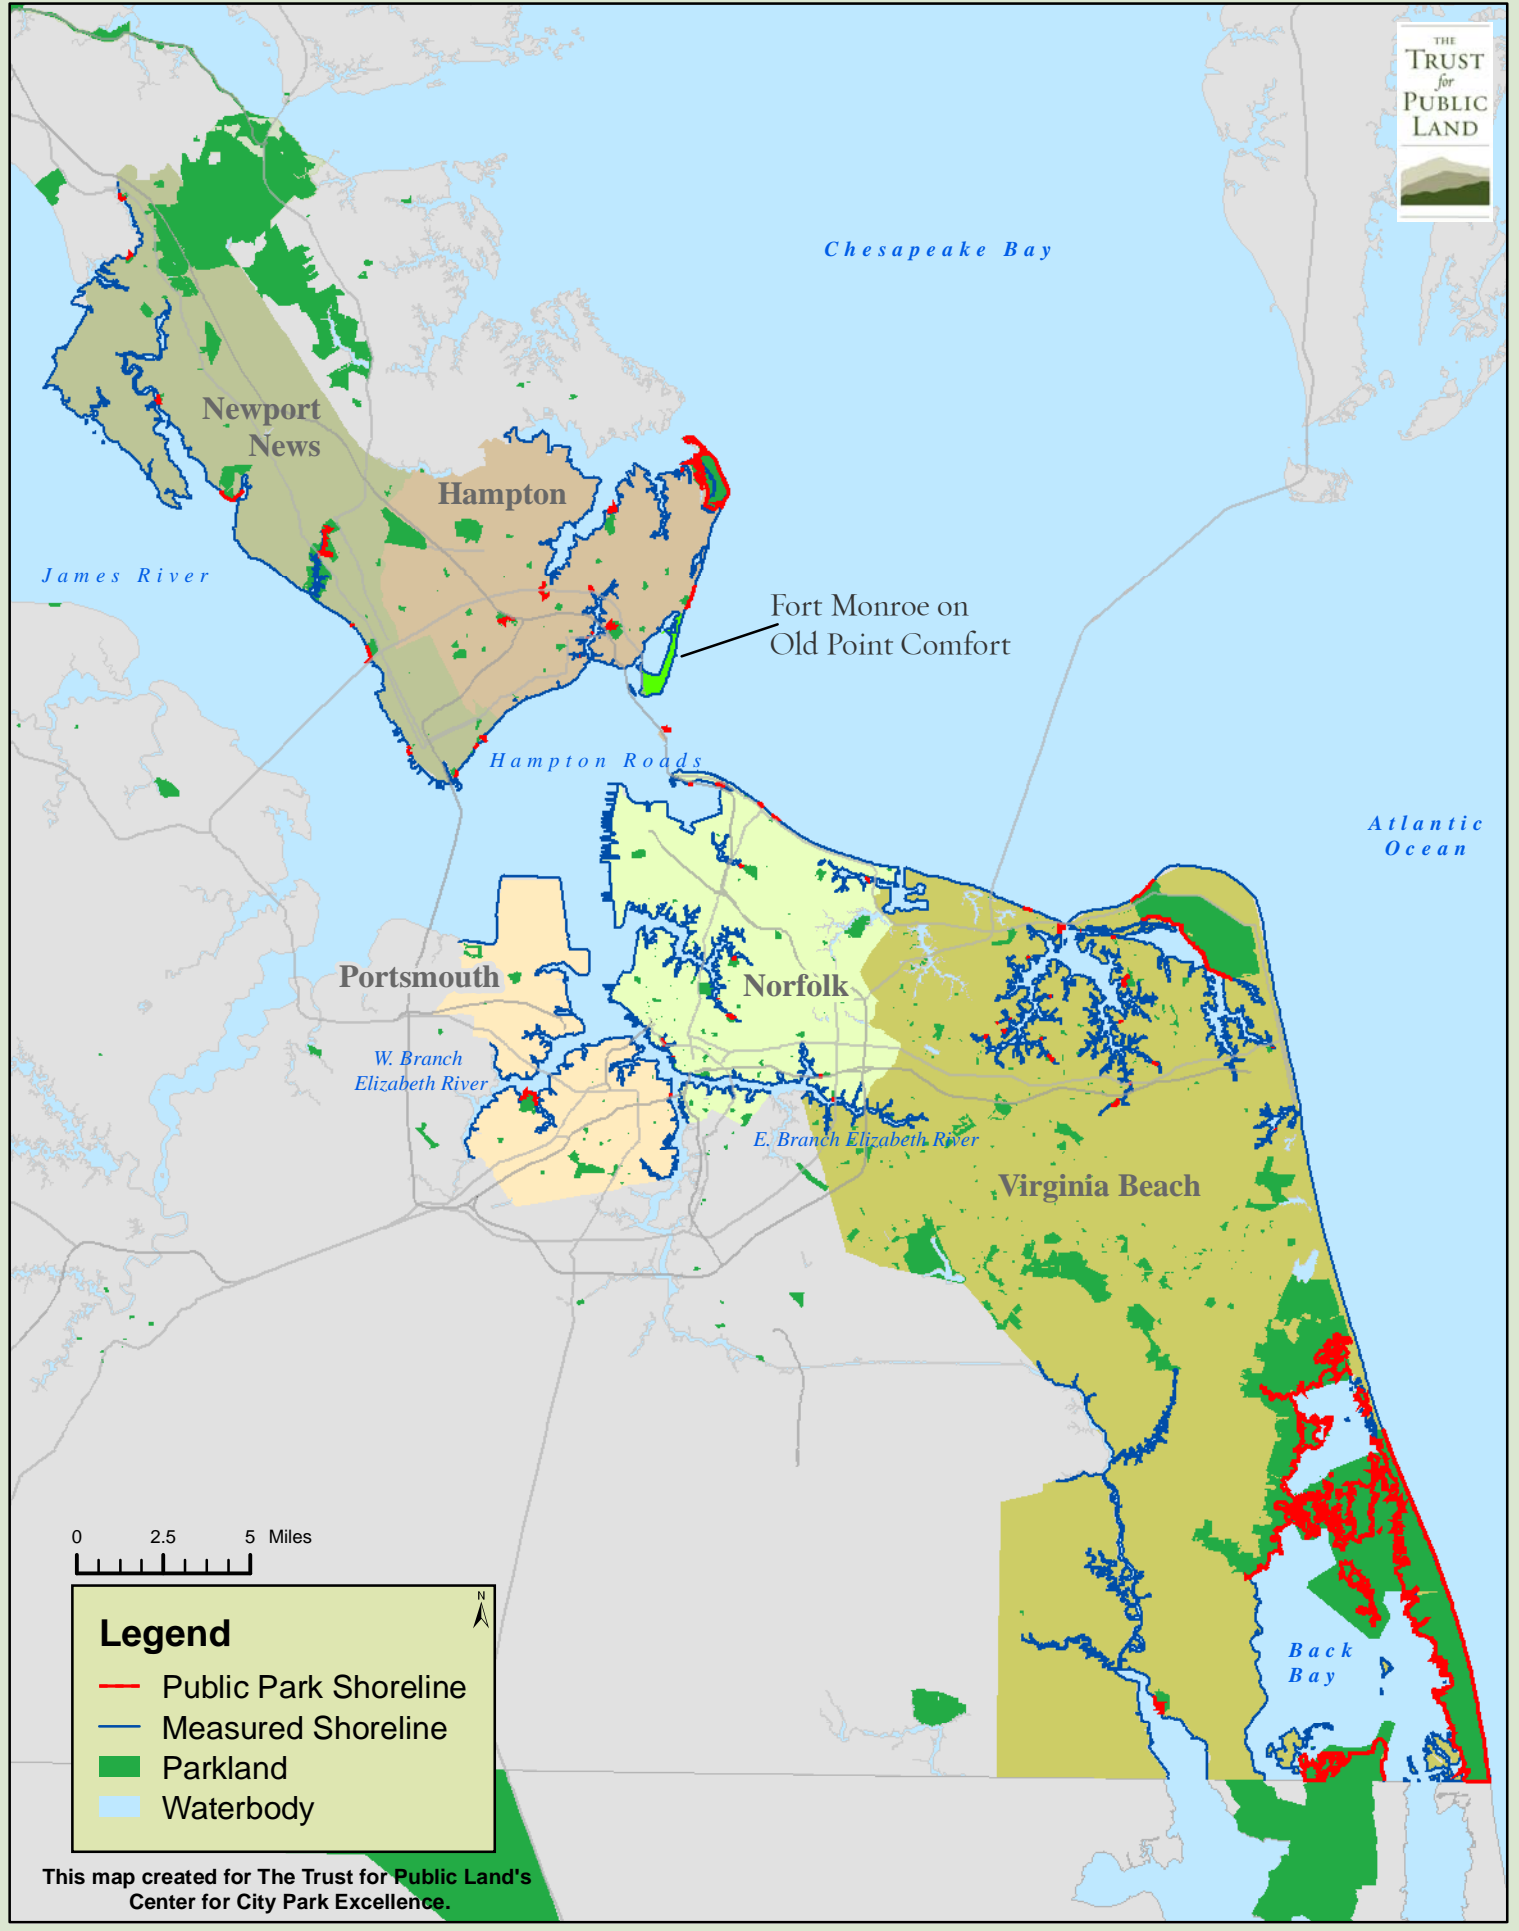 THE
TRUST
for
PUBLIC
LAND
Chesapeake Bay
Newport
News
Hampton
James River
Fort Monroe on
Old Point Comfort
Hampton Roads
Atlantic
Ocean
Portsmouth
Norfolk
W. Branch
Elizabeth River
E. Branch Elizabeth River
Virginia Beach
0 2.5 5 Miles
N
Legend
Public Park Shoreline
Measured Shoreline
Parkland
Waterbody
Back
Bay
This map created for The Trust for Public Land's
Center for City Park Excellence.